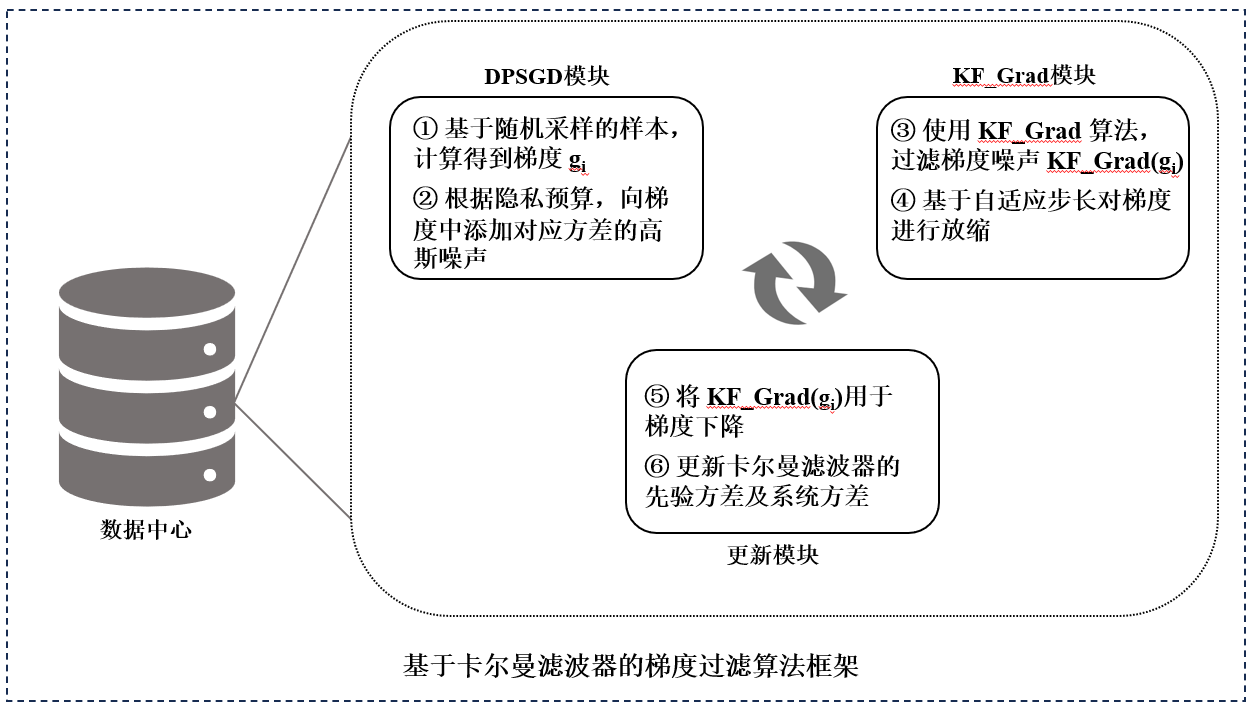 DPSGD模块
① 基于随机采样的样本，
计算得到梯度 gi
② 根据隐私预算，向梯
度中添加对应方差的高
斯噪声
KF_Grad模块
③ 使用 KF_Grad 算法，
过滤梯度噪声 KF_Grad(gi)
④ 基于自适应步长对梯度
进行放缩
⑤ 将 KF_Grad(gi)用于
梯度下降
⑥ 更新卡尔曼滤波器的
先验方差及系统方差
更新模块
数据中心
基于卡尔曼滤波器的梯度过滤算法框架